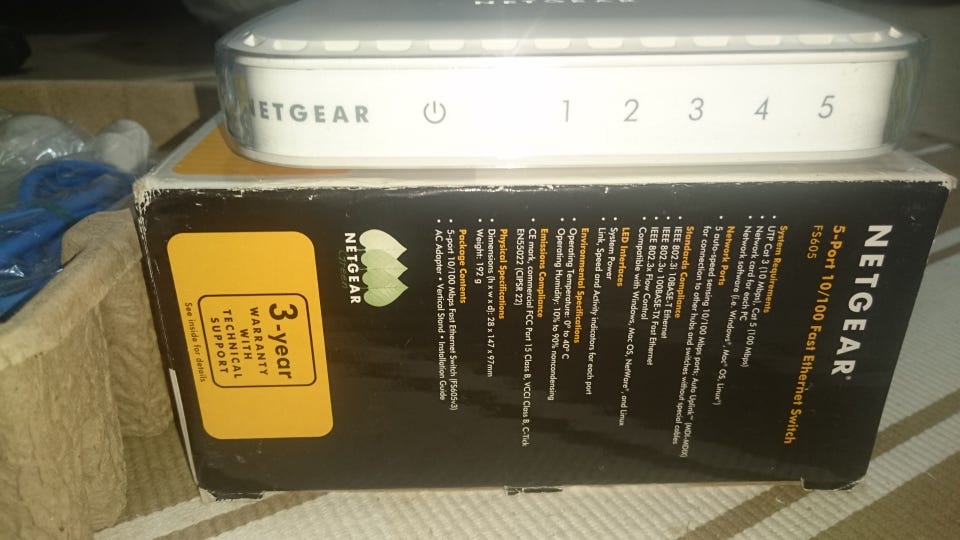 NETGEAR
NETGEAR
1 2 3 4 5
NETGEAR®
5-Port 10/100 Fast Ethernet Switch
FS605
System Requirements
• UTP Cat 3 (10 Mbps) or Cat 5 (100 Mbps)
Network cables
• Network card for each PC
• Network software (i.e. Windows®, Mac® OS, Linux®)
Network Ports
• 5 auto speed-sensing 10/100 Mbps ports; Auto Uplink™ (MDI-MDIX)
for connection to other hubs and switches without special cables
Standards Compliance
• IEEE 802.3i 10BASE-T Ethernet
• IEEE 802.3u 100BASE-TX Fast Ethernet
• IEEE 802.3x Flow Control
• Compatible with Windows, Mac OS, NetWare®, and Linux
LED Interfaces
• System Power
• Link, Speed and Activity indicators for each port
Environmental Specifications
• Operating Temperature: 0° to 40° C
• Operating Humidity: 10% to 90% noncondensing
Emissions Compliance
• CE mark, commercial FCC Part 15 Class B, VCCI Class B, C-Tick
EN55022 (CIPSR 22)
Physical Specifications
• Dimensions (h x w x d): 28 x 147 x 97mm
• Weight: 192 g
Package Contents
• 5-port 10/100 Mbps Fast Ethernet Switch (FS605v3)
• AC Adapter • Vertical Stand • Installation Guide
green
NETGEAR
3-year
WARRANTY
WITH
TECHNICAL
SUPPORT
See inside for details